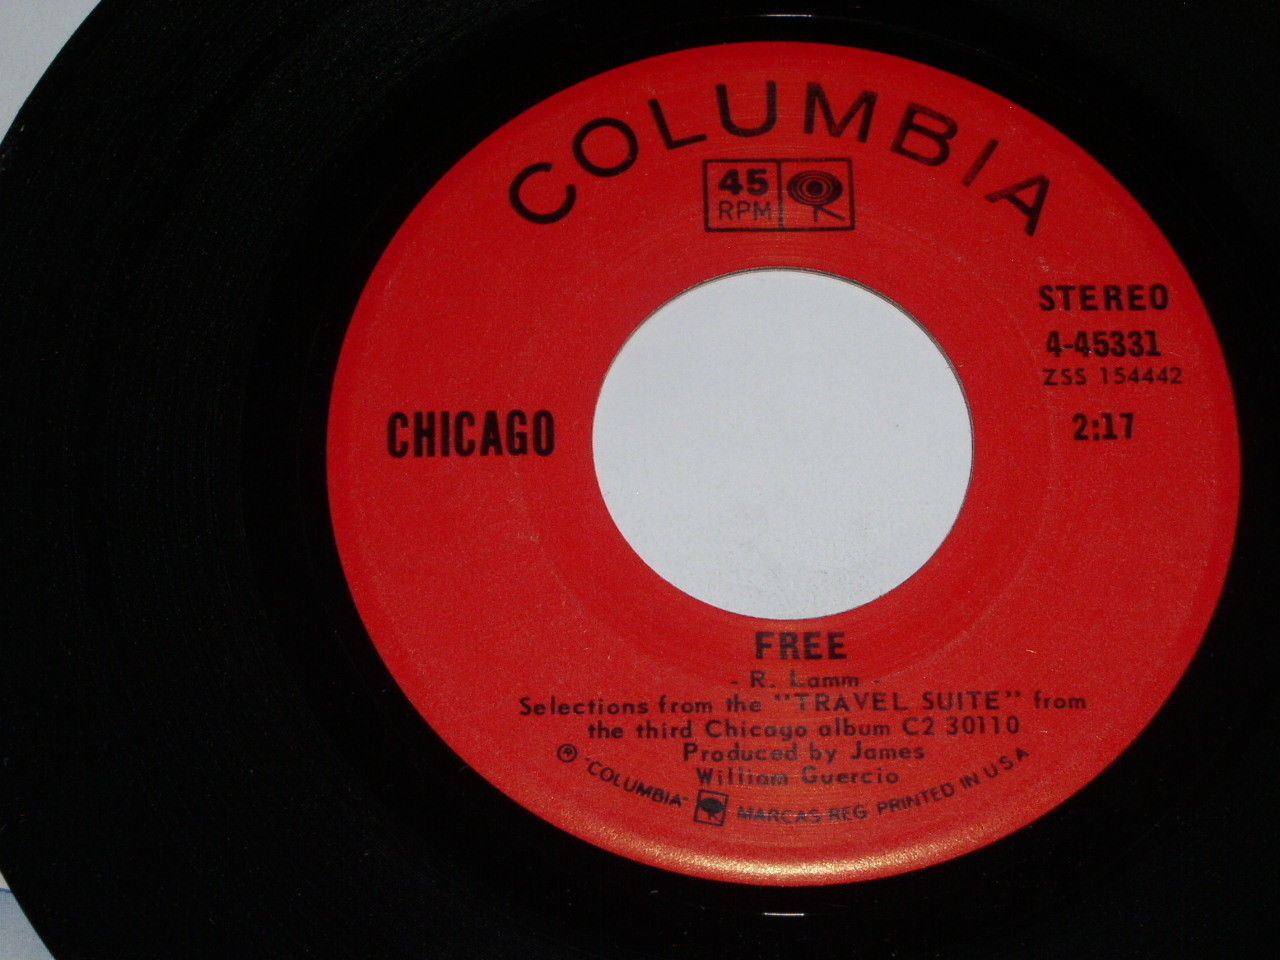 COLUMBIA
45
RPM
STEREO
4-45331
ZSS 154442
CHICAGO
2:17
FREE
- R. Lamm -
Selections from the "TRAVEL SUITE" from
the third Chicago album C2 30110
Produced by James
William Guercio
"COLUMBIA" MARCAS REG PRINTED IN U.S.A